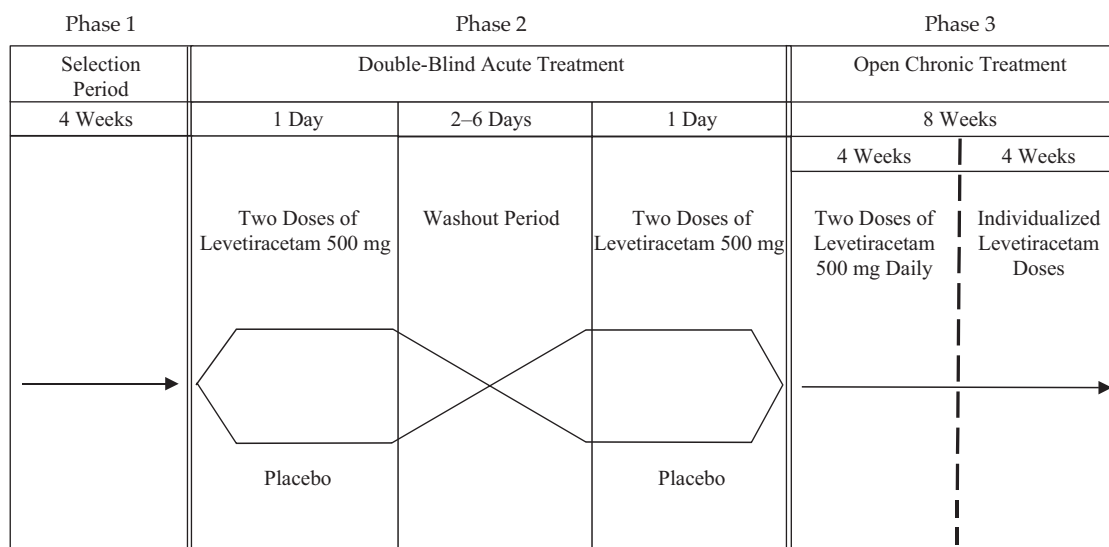 Phase 1
Phase 2
Phase 3
Selection
Period
Double-Blind Acute Treatment
Open Chronic Treatment
4 Weeks
1 Day
2–6 Days
1 Day
8 Weeks
4 Weeks
4 Weeks
Two Doses of
Levetiracetam 500 mg
Washout Period
Two Doses of
Levetiracetam 500 mg
Two Doses of
Levetiracetam
500 mg Daily
Individualized
Levetiracetam
Doses
Placebo
Placebo